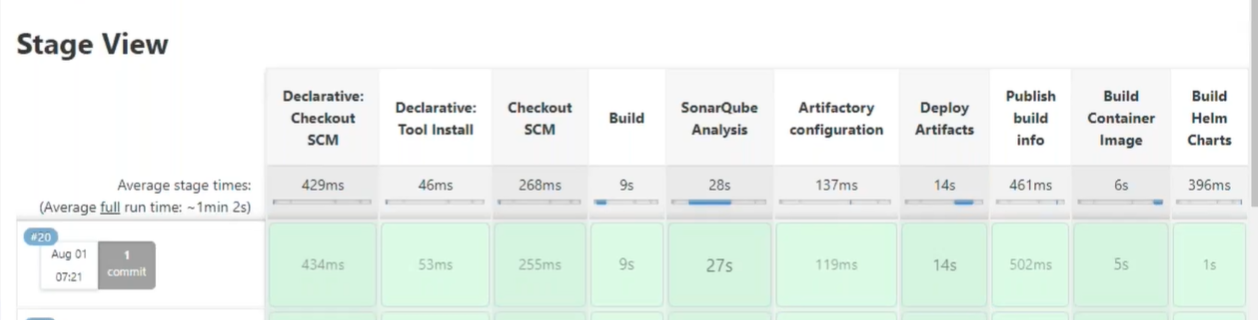 Stage View
Declarative:
Checkout
SCM
Declarative:
Tool Install
Checkout
SCM
Build
SonarQube
Analysis
Artifactory
configuration
Deploy
Artifacts
Publish
build
info
Build
Container
Image
Build
Helm
Charts
Average stage times: 429ms 46ms 268ms 9s 28s 137ms 14s 461ms 6s 396ms
(Average full run time: ~1min 2s)
#20
Aug 01
07:21
1
commit
434ms 53ms 255ms 9s 27s 119ms 14s 502ms 5s 1s